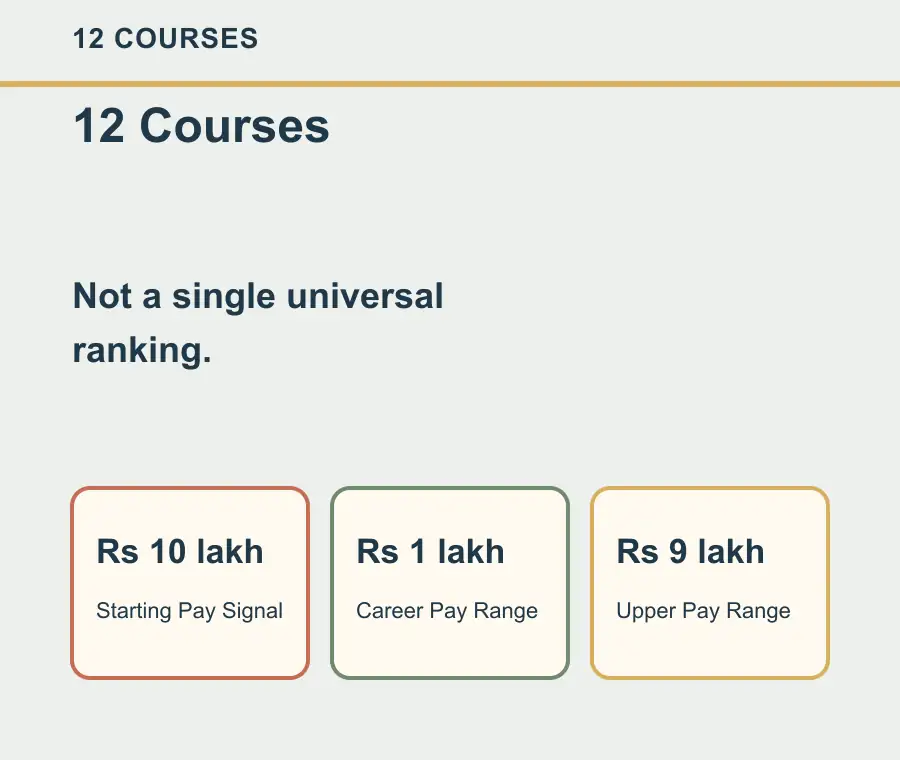 12 COURSES
12 Courses
Not a single universal
ranking.
Rs 10 lakh
Starting Pay Signal
Rs 1 lakh
Career Pay Range
Rs 9 lakh
Upper Pay Range